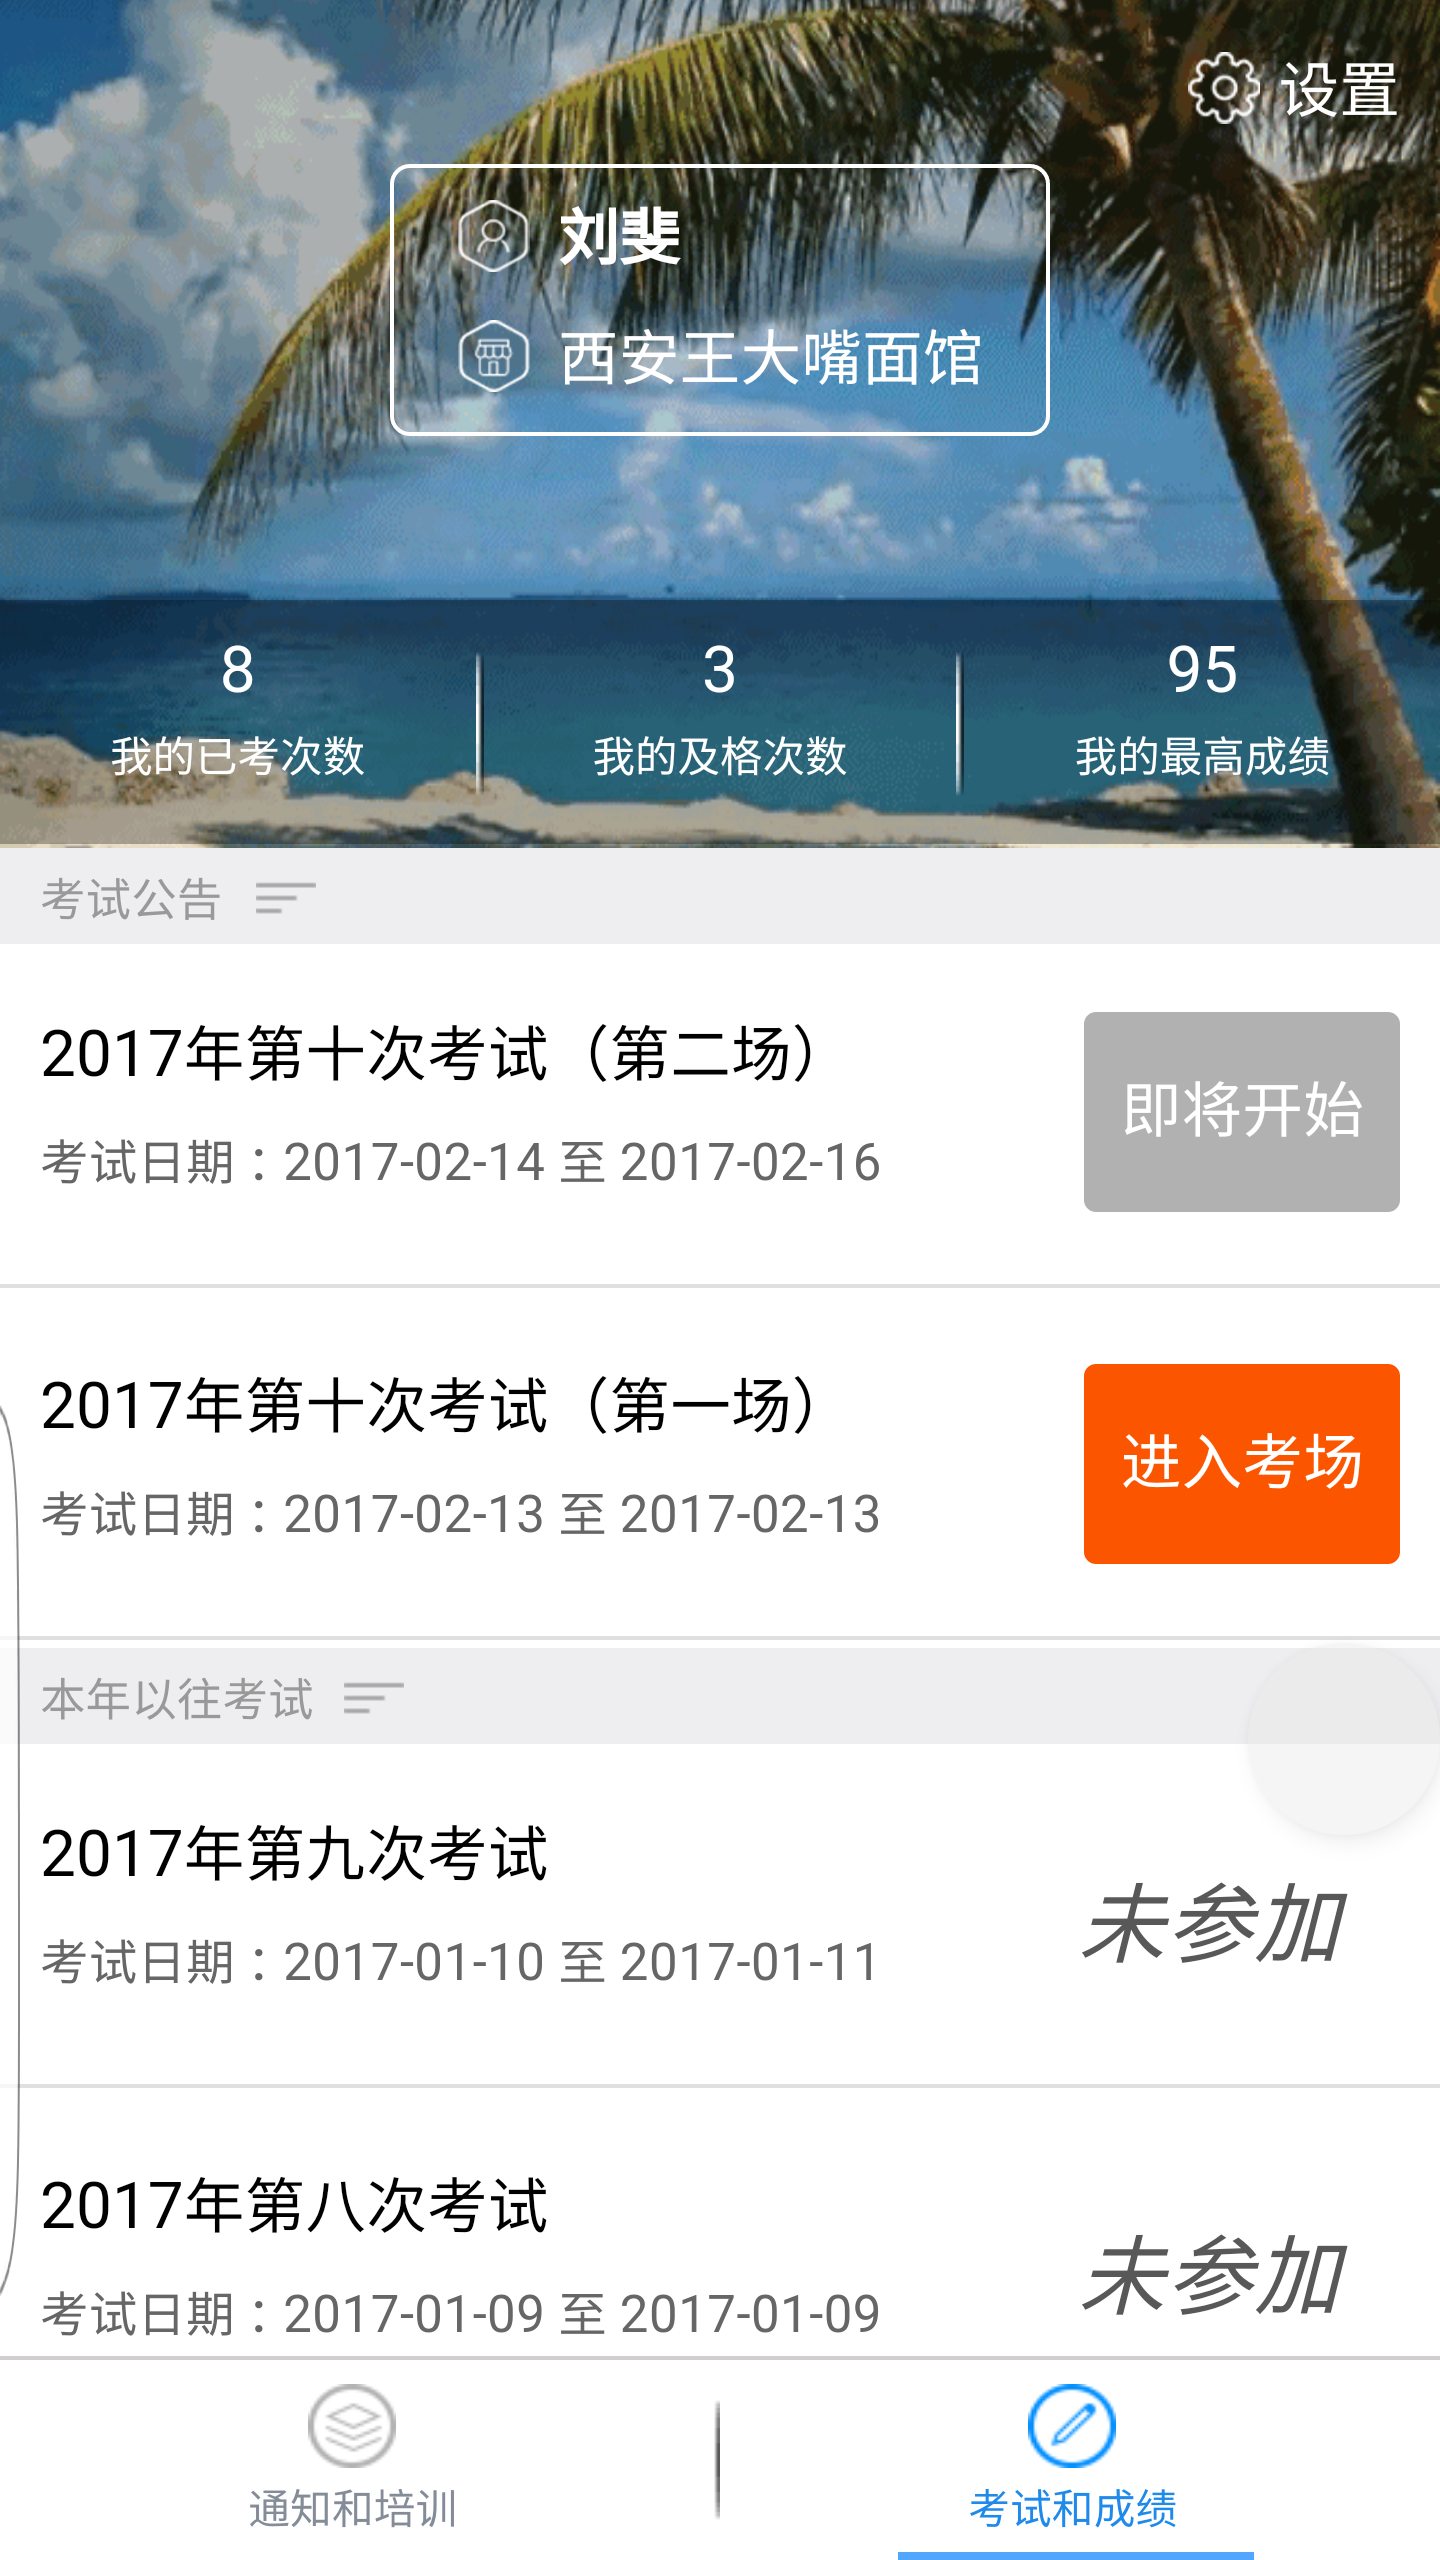 设置
刘斐
西安王大嘴面馆
8
我的已考次数
3
我的及格次数
95
我的最高成绩
考试公告
2017年第十次考试（第二场）
考试日期：2017-02-14 至 2017-02-16
即将开始
2017年第十次考试（第一场）
考试日期：2017-02-13 至 2017-02-13
进入考场
本年以往考试
2017年第九次考试
考试日期：2017-01-10 至 2017-01-11
未参加
2017年第八次考试
考试日期：2017-01-09 至 2017-01-09
未参加
通知和培训
考试和成绩